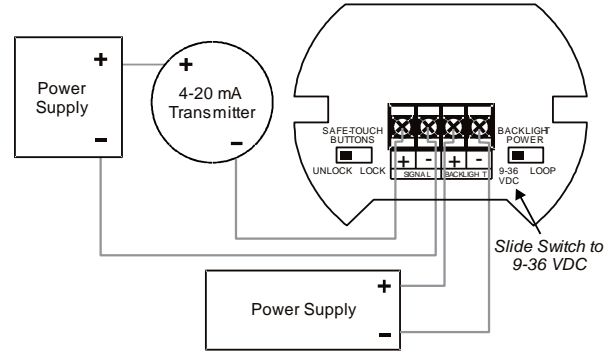 +
Power
Supply
-
+
4-20 mA
Transmitter
-
SAFE-TOUCH
BUTTONS
UNLOCK LOCK
+ - + -
SIGNAL BACKLIGHT
BACKLIGHT
POWER
9-36
VDC
LOOP
Slide Switch to
9-36 VDC
+
Power Supply
-